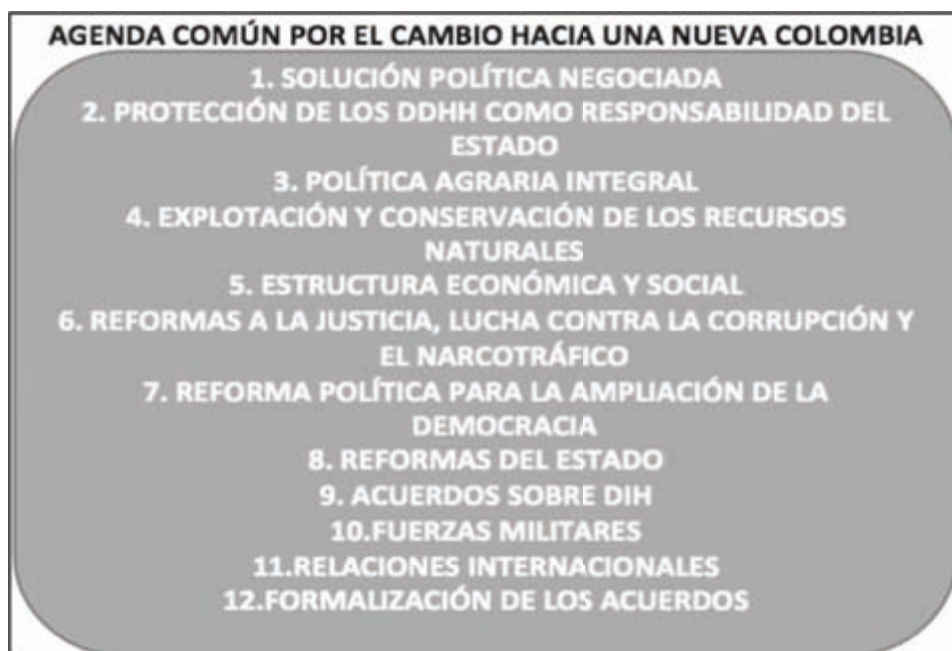 AGENDA COMÚN POR EL CAMBIO HACIA UNA NUEVA COLOMBIA
1. SOLUCIÓN POLÍTICA NEGOCIADA
2. PROTECCIÓN DE LOS DDHH COMO RESPONSABILIDAD DEL
ESTADO
3. POLÍTICA AGRARIA INTEGRAL
4. EXPLOTACIÓN Y CONSERVACIÓN DE LOS RECURSOS
NATURALES
5. ESTRUCTURA ECONÓMICA Y SOCIAL
6. REFORMAS A LA JUSTICIA, LUCHA CONTRA LA CORRUPCIÓN Y
EL NARCOTRÁFICO
7. REFORMA POLÍTICA PARA LA AMPLIACIÓN DE LA
DEMOCRACIA
8. REFORMAS DEL ESTADO
9. ACUERDOS SOBRE DIH
10.FUERZAS MILITARES
11.RELACIONES INTERNACIONALES
12.FORMALIZACIÓN DE LOS ACUERDOS